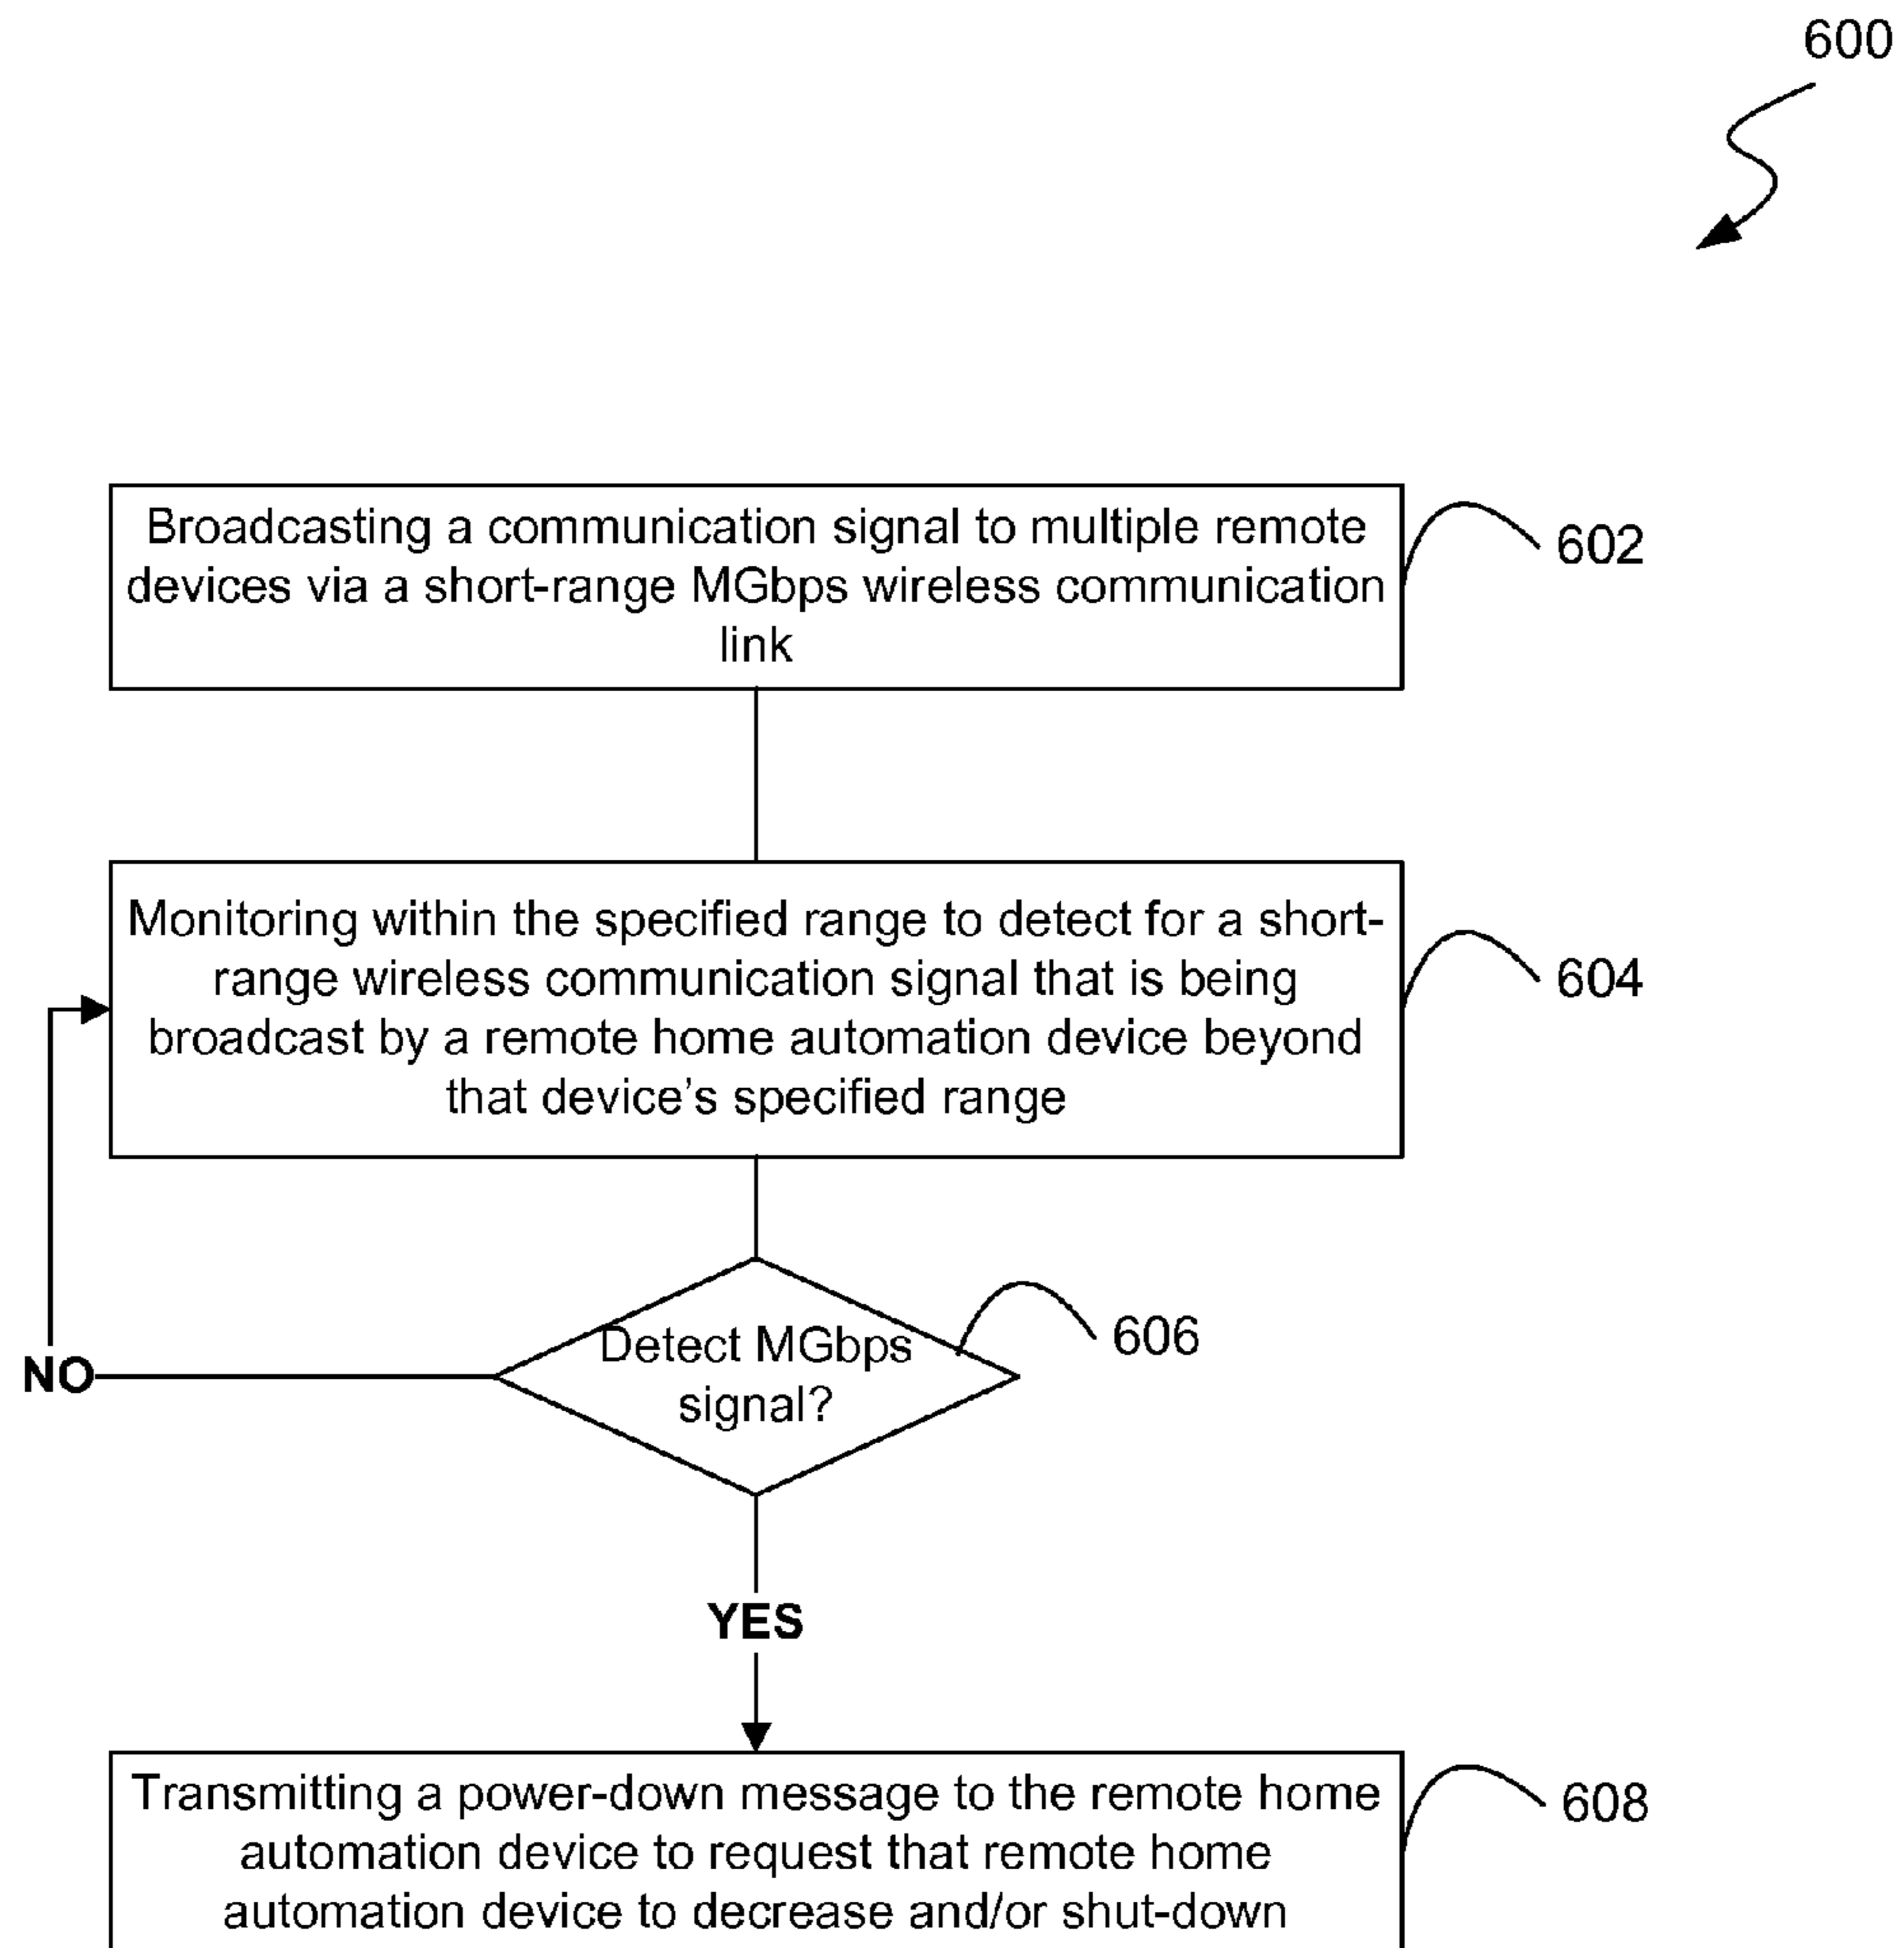 600
Broadcasting a communication signal to multiple remote
devices via a short-range MGbps wireless communication
link
602
Monitoring within the specified range to detect for a short-
range wireless communication signal that is being
broadcast by a remote home automation device beyond
that device's specified range
604
Detect MGbps
signal?
606
NO
YES
Transmitting a power-down message to the remote home
automation device to request that remote home
automation device to decrease and/or shut-down
608